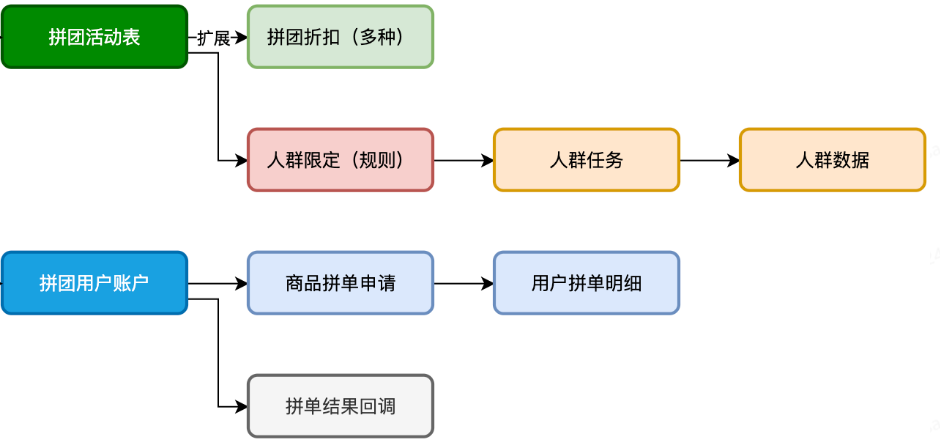 拼团活动表
扩展
拼团折扣（多种）
人群限定（规则）
人群任务
人群数据
拼团用户账户
商品拼单申请
用户拼单明细
拼单结果回调